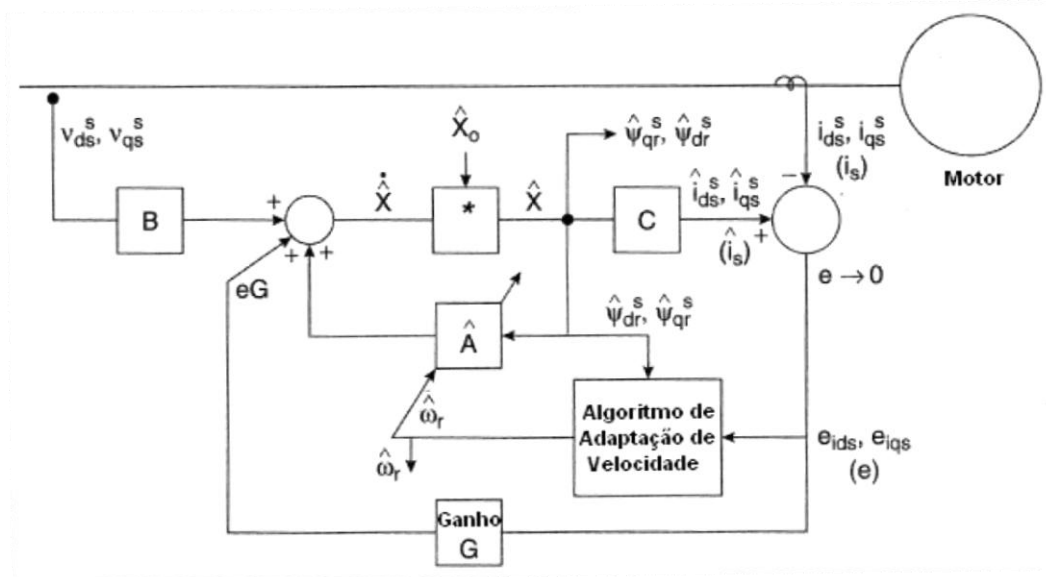 Motor
v_ds^s, v_qs^s
X̂_o
ψ̂_qr^s, ψ̂_dr^s
i_ds^s, i_qs^s
(i_s)
−
B
+
+
+
Ẋ̂
*
X̂
C
î_ds^s, î_qs^s
(î_s)
+
e → 0
eG
Â
ψ̂_dr^s, ψ̂_qr^s
ω̂_r
ω̂_r
Algoritmo de
Adaptação de
Velocidade
e_ids, e_iqs
(e)
Ganho
G